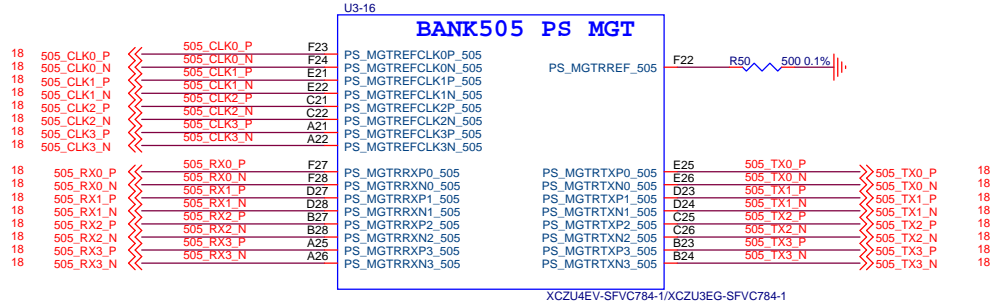 U3-16
BANK505 PS MGT
18 505_CLK0_P 505_CLK0_P F23 PS_MGTREFCLK0P_505
18 505_CLK0_N 505_CLK0_N F24 PS_MGTREFCLK0N_505
18 505_CLK1_P 505_CLK1_P E21 PS_MGTREFCLK1P_505
18 505_CLK1_N 505_CLK1_N E22 PS_MGTREFCLK1N_505
18 505_CLK2_P 505_CLK2_P C21 PS_MGTREFCLK2P_505
18 505_CLK2_N 505_CLK2_N C22 PS_MGTREFCLK2N_505
18 505_CLK3_P 505_CLK3_P A21 PS_MGTREFCLK3P_505
18 505_CLK3_N 505_CLK3_N A22 PS_MGTREFCLK3N_505
PS_MGTRREF_505 F22 R50 500 0.1%
18 505_RX0_P 505_RX0_P F27 PS_MGTRRXP0_505
18 505_RX0_N 505_RX0_N F28 PS_MGTRRXN0_505
18 505_RX1_P 505_RX1_P D27 PS_MGTRRXP1_505
18 505_RX1_N 505_RX1_N D28 PS_MGTRRXN1_505
18 505_RX2_P 505_RX2_P B27 PS_MGTRRXP2_505
18 505_RX2_N 505_RX2_N B28 PS_MGTRRXN2_505
18 505_RX3_P 505_RX3_P A25 PS_MGTRRXP3_505
18 505_RX3_N 505_RX3_N A26 PS_MGTRRXN3_505
PS_MGTRTXP0_505 E25 505_TX0_P 505_TX0_P 18
PS_MGTRTXN0_505 E26 505_TX0_N 505_TX0_N 18
PS_MGTRTXP1_505 D23 505_TX1_P 505_TX1_P 18
PS_MGTRTXN1_505 D24 505_TX1_N 505_TX1_N 18
PS_MGTRTXP2_505 C25 505_TX2_P 505_TX2_P 18
PS_MGTRTXN2_505 C26 505_TX2_N 505_TX2_N 18
PS_MGTRTXP3_505 B23 505_TX3_P 505_TX3_P 18
PS_MGTRTXN3_505 B24 505_TX3_N 505_TX3_N 18
XCZU4EV-SFVC784-1/XCZU3EG-SFVC784-1